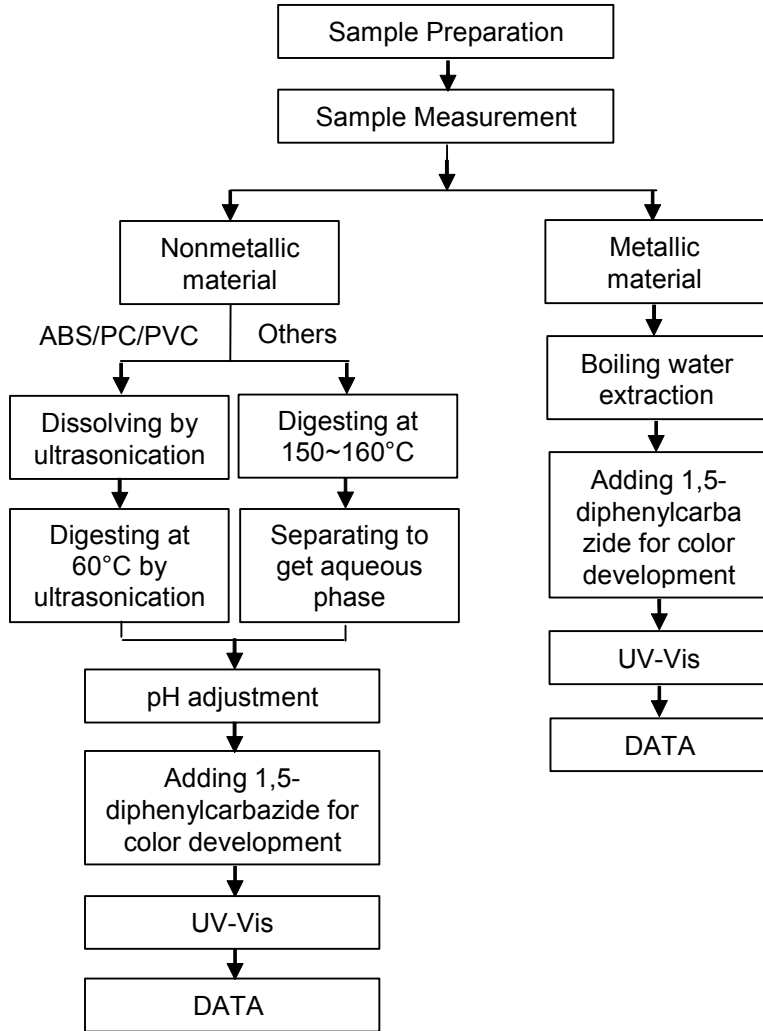 Sample Preparation
Sample Measurement
Nonmetallic
material
ABS/PC/PVC
Others
Dissolving by
ultrasonication
Digesting at
150~160°C
Digesting at
60°C by
ultrasonication
Separating to
get aqueous
phase
pH adjustment
Adding 1,5-
diphenylcarbazide for
color development
UV-Vis
DATA
Metallic
material
Boiling water
extraction
Adding 1,5-
diphenylcarba
zide for color
development
UV-Vis
DATA